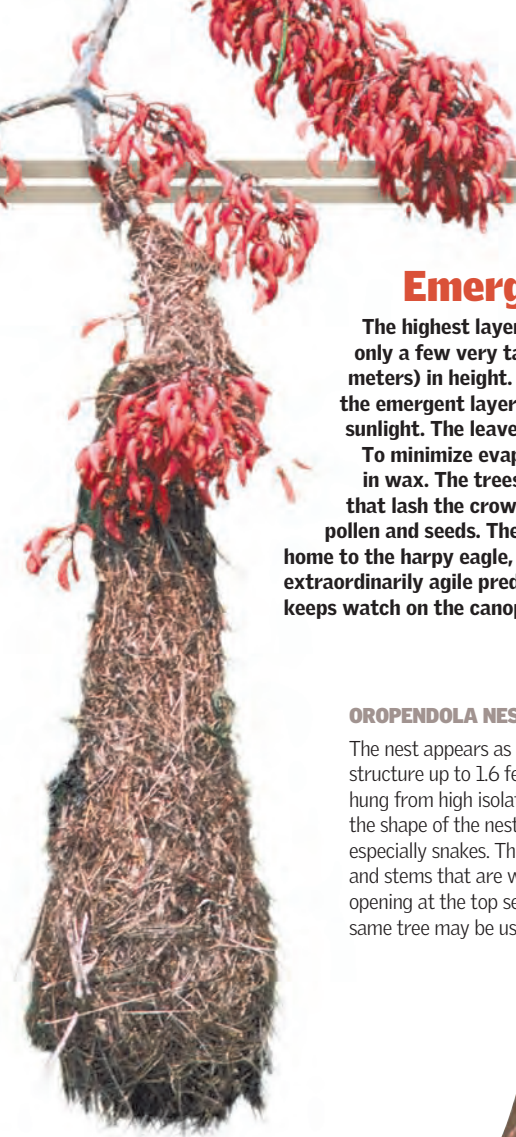 Emerg
The highest layer
only a few very ta
meters) in height.
the emergent layer
sunlight. The leave
To minimize evap
in wax. The trees
that lash the crow
pollen and seeds. The
home to the harpy eagle,
extraordinarily agile pred
keeps watch on the canop
OROPENDOLA NES
The nest appears as
structure up to 1.6 fe
hung from high isolat
the shape of the nest
especially snakes. Th
and stems that are w
opening at the top se
same tree may be us